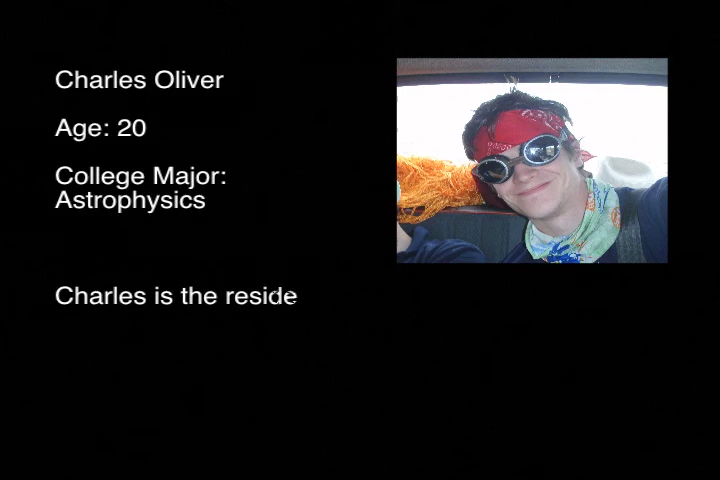 Charles Oliver
Age: 20
College Major:
Astrophysics
Charles is the reside